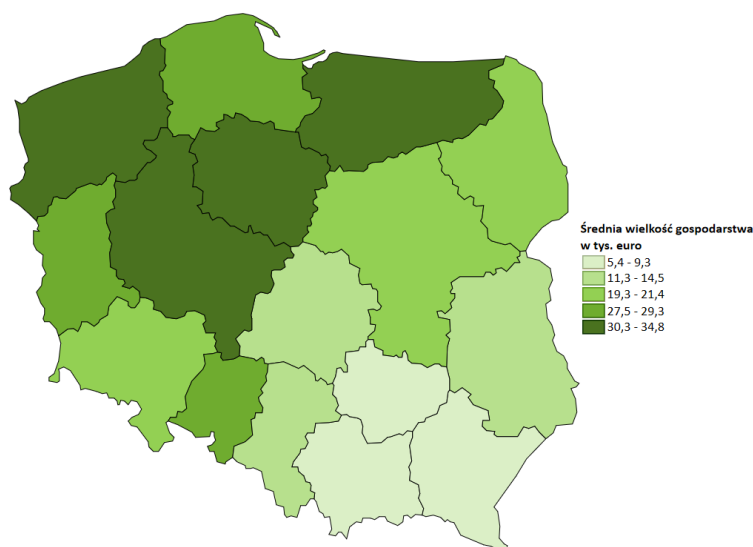 Średnia wielkość gospodarstwa
w tys. euro
5,4 - 9,3
11,3 - 14,5
19,3 - 21,4
27,5 - 29,3
30,3 - 34,8